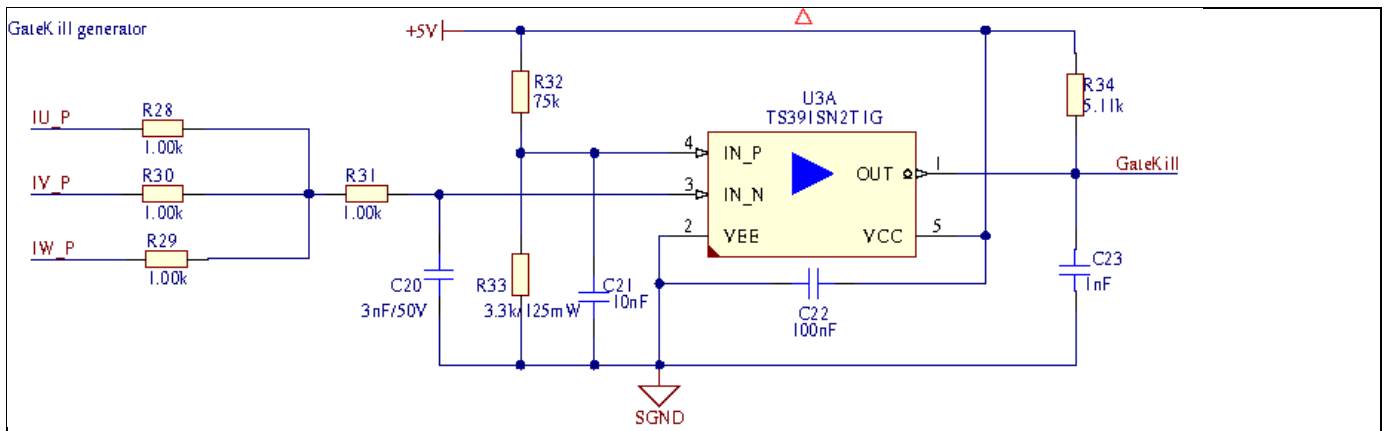 GateKill generator
+5V
R32
75k
R34
5.11k
U3A
TS391SN2T1G
IU_P
R28
1.00k
4
IN_P
OUT
1
GateKill
IV_P
R30
1.00k
R31
1.00k
3
IN_N
2
VEE
VCC
5
IW_P
R29
1.00k
C20
3nF/50V
R33
3.3k/125mW
C21
10nF
C22
100nF
C23
1nF
SGND